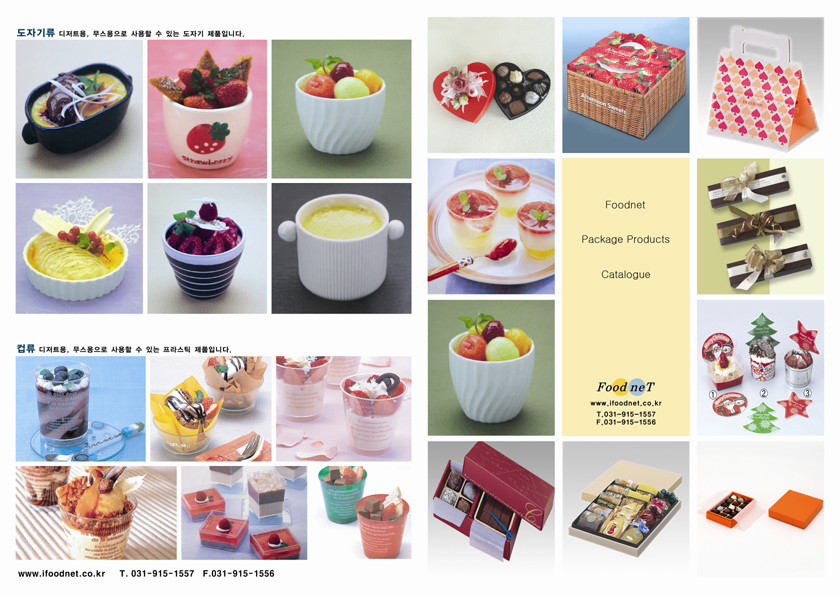 도자기류 디저트용, 무스용으로 사용할 수 있는 도자기 제품입니다.
strawberry
컵류 디저트용, 무스용으로 사용할 수 있는 프라스틱 제품입니다.
www.ifoodnet.co.kr T. 031-915-1557 F.031-915-1556
Afternoon Sweets
Foodnet
Package Products
Catalogue
Food neT
www.ifoodnet,co,kr
T,031-915-1557
F,031-915-1556
① ② ③